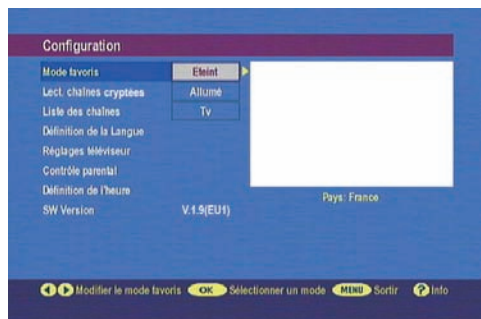 Configuration
Mode favoris Eteint
Lect. chaînes cryptées Allumé
Liste des chaînes Tv
Définition de la Langue
Réglages téléviseur
Contrôle parental
Définition de l'heure
SW Version V.1.9(EU1)
Pays: France
Modifier le mode favoris OK Sélectionner un mode MENU Sortir ? Info